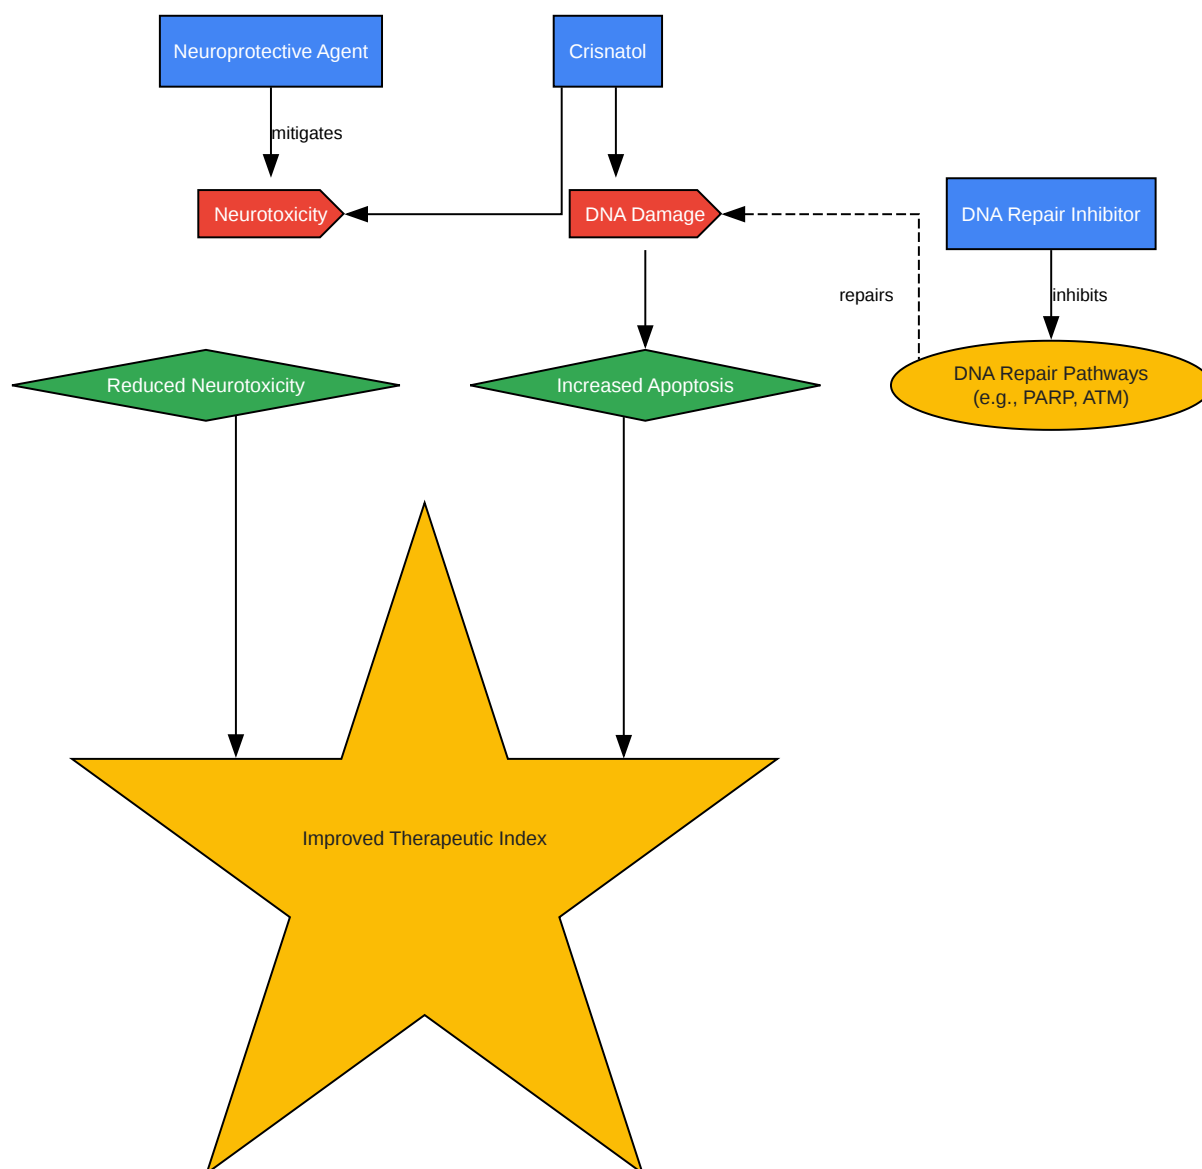 Neuroprotective Agent
Crisnatol
mitigates
Neurotoxicity
DNA Damage
DNA Repair Inhibitor
repairs
inhibits
Reduced Neurotoxicity
Increased Apoptosis
DNA Repair Pathways
(e.g., PARP, ATM)
Improved Therapeutic Index